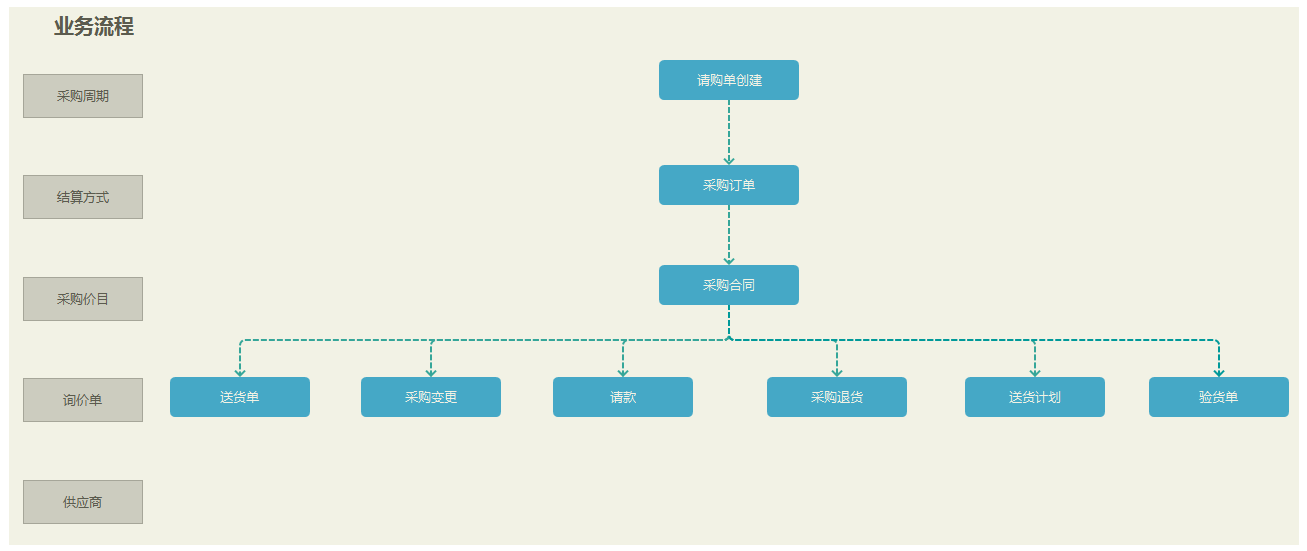 业务流程
采购周期
请购单创建
结算方式
采购订单
采购价目
采购合同
询价单
送货单
采购变更
请款
采购退货
送货计划
验货单
供应商